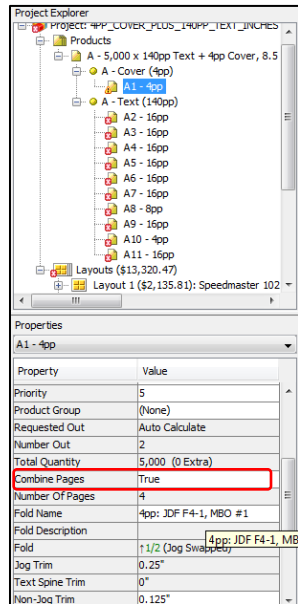 Project Explorer
Project: 4PP_COVER_PLUS_140PP_TEXT_INCHES
Products
A - 5,000 x 140pp Text + 4pp Cover, 8.5
A - Cover (4pp)
A1 - 4pp
A - Text (140pp)
A2 - 16pp
A3 - 16pp
A4 - 16pp
A5 - 16pp
A6 - 16pp
A7 - 16pp
A8 - 8pp
A9 - 16pp
A10 - 4pp
A11 - 16pp
Layouts ($13,320.47)
Layout 1 ($2,135.81): Speedmaster 102
Properties
A1 - 4pp
Property Value
Priority 5
Product Group (None)
Requested Out Auto Calculate
Number Out 2
Total Quantity 5,000 (0 Extra)
Combine Pages True
Number Of Pages 4
Fold Name 4pp: JDF F4-1, MBO #1
Fold Description
4pp: JDF F4-1, MB
Fold ↑1/2 (Jog Swapped)
Jog Trim 0.25"
Text Spine Trim 0"
Non-Jog Trim 0.125"